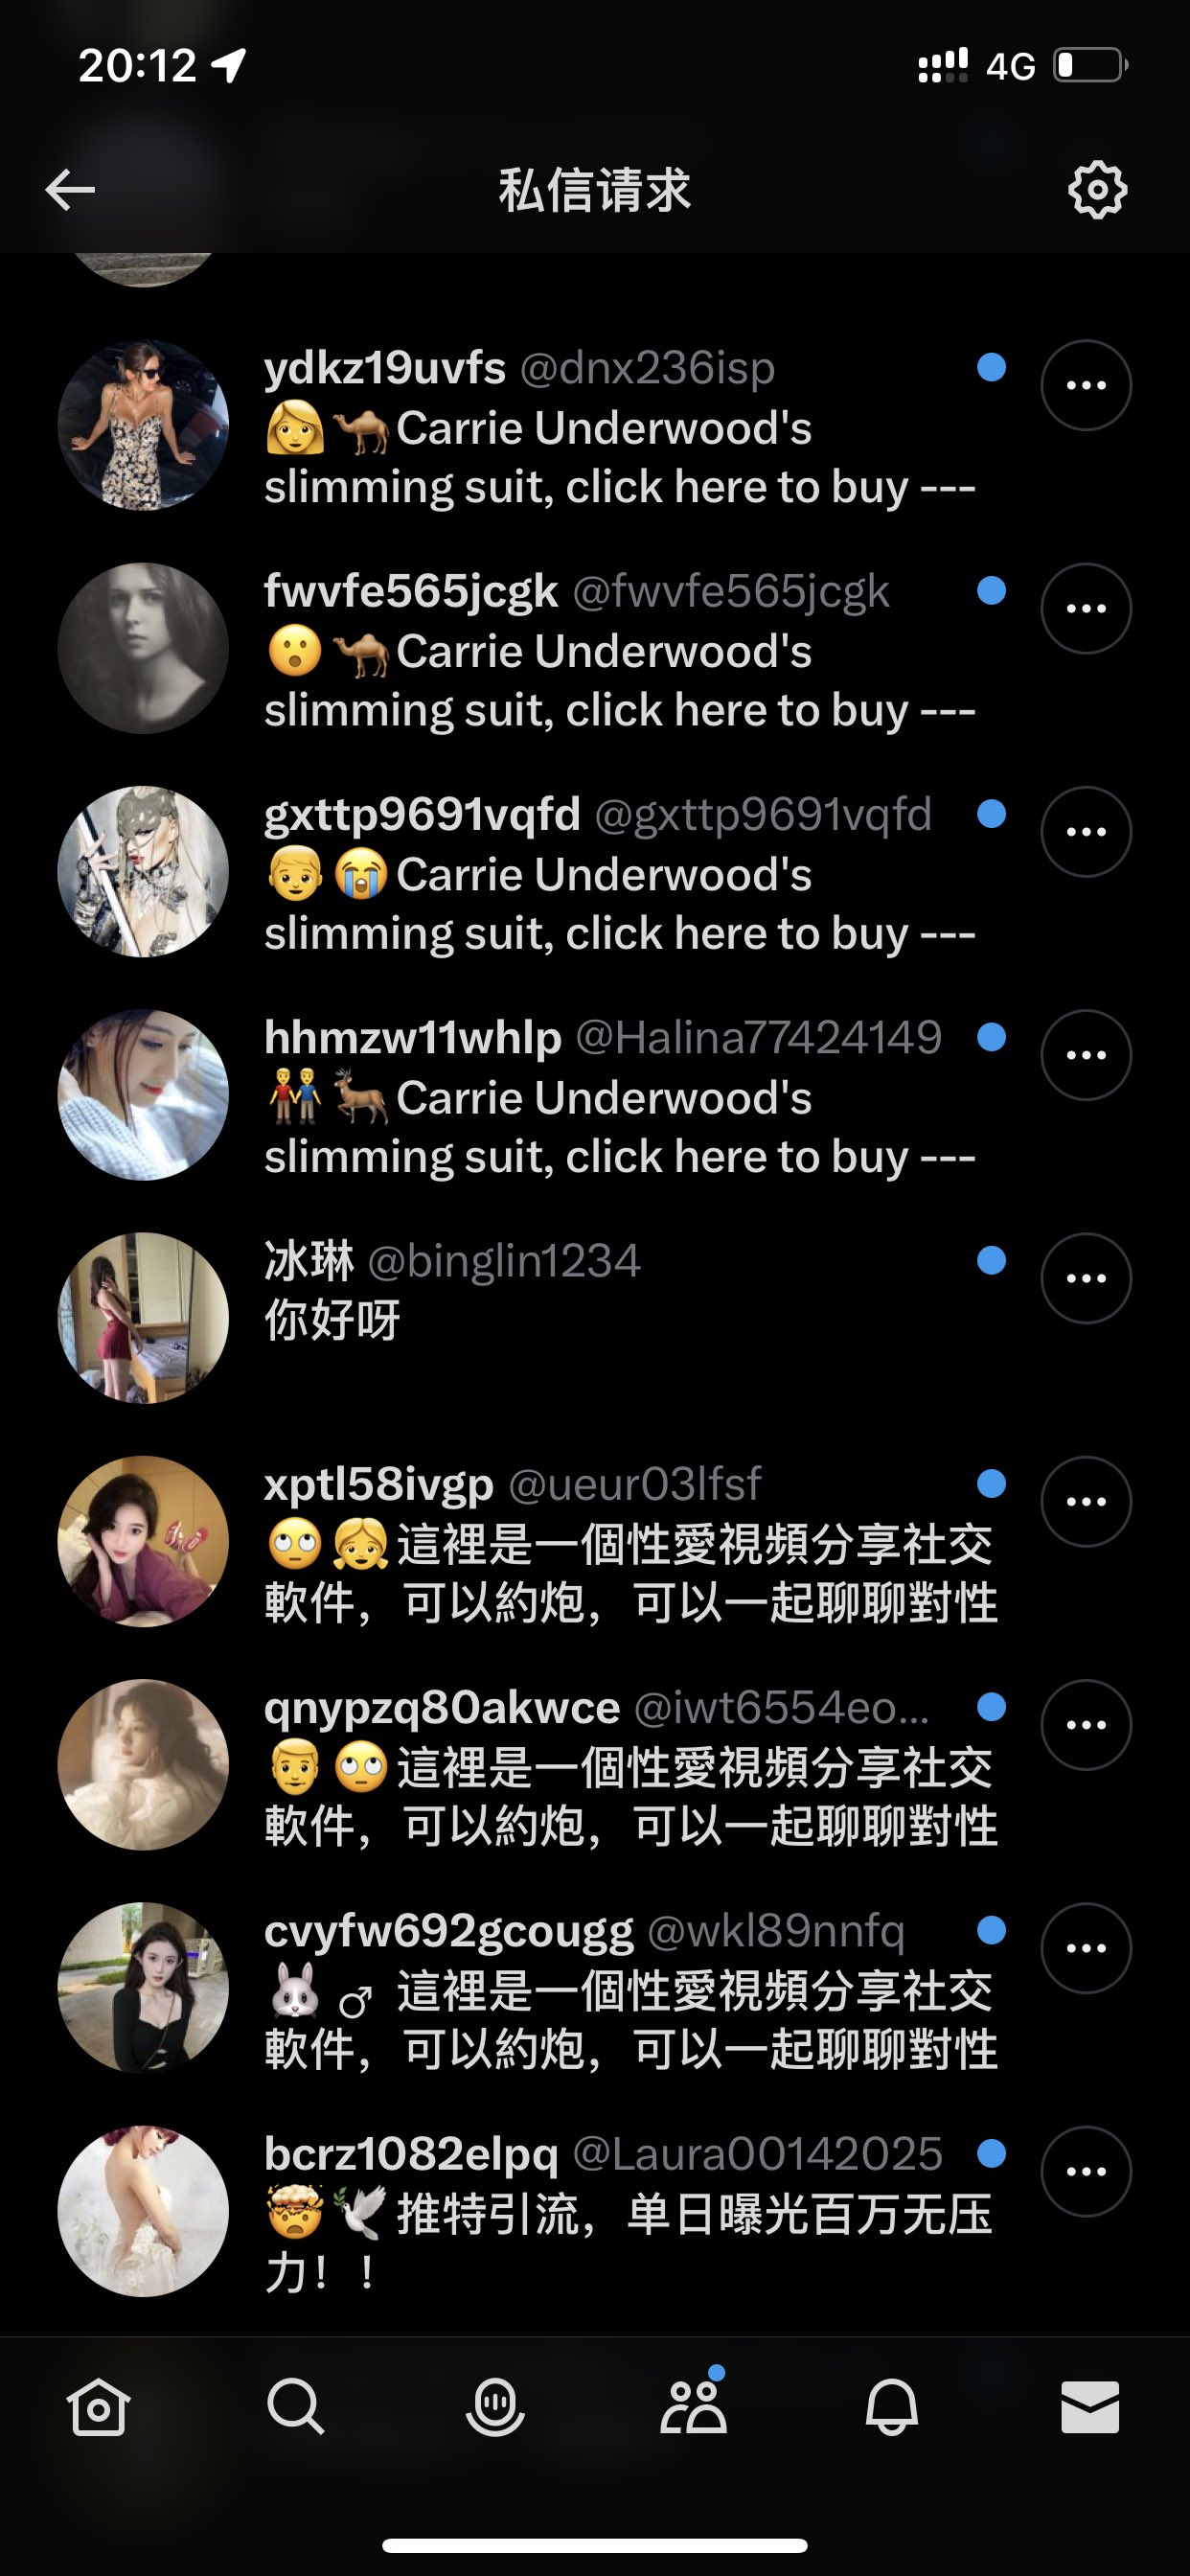 20:12
4G
私信请求
ydkz19uvfs @dnx236isp
👩🐪Carrie Underwood's
slimming suit, click here to buy ---
fwvfe565jcgk @fwvfe565jcgk
😮🐪Carrie Underwood's
slimming suit, click here to buy ---
gxttp9691vqfd @gxttp9691vqfd
👦😭Carrie Underwood's
slimming suit, click here to buy ---
hhmzw11whlp @Halina77424149
👬🦌Carrie Underwood's
slimming suit, click here to buy ---
冰琳 @binglin1234
你好呀
xptl58ivgp @ueur03lfsf
🙄👧這裡是一個性愛視頻分享社交
軟件，可以約炮，可以一起聊聊對性
qnypzq80akwce @iwt6554eo...
👨🙄這裡是一個性愛視頻分享社交
軟件，可以約炮，可以一起聊聊對性
cvyfw692gcougg @wkl89nnfq
🐰♂ 這裡是一個性愛視頻分享社交
軟件，可以約炮，可以一起聊聊對性
bcrz1082elpq @Laura00142025
🤯🕊推特引流，单日曝光百万无压
力！！